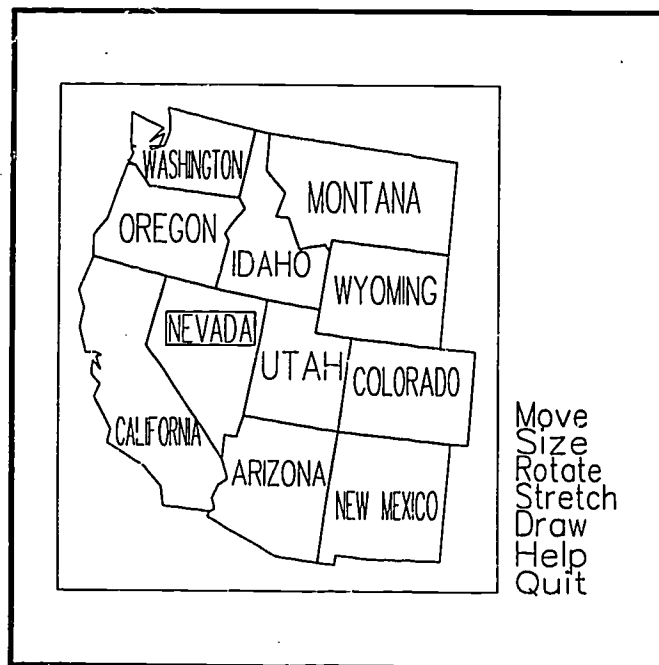 WASHINGTON
MONTANA
OREGON
IDAHO
WYOMING
NEVADA
UTAH
COLORADO
CALIFORNIA
ARIZONA
NEW MEXICO
Move
Size
Rotate
Stretch
Draw
Help
Quit